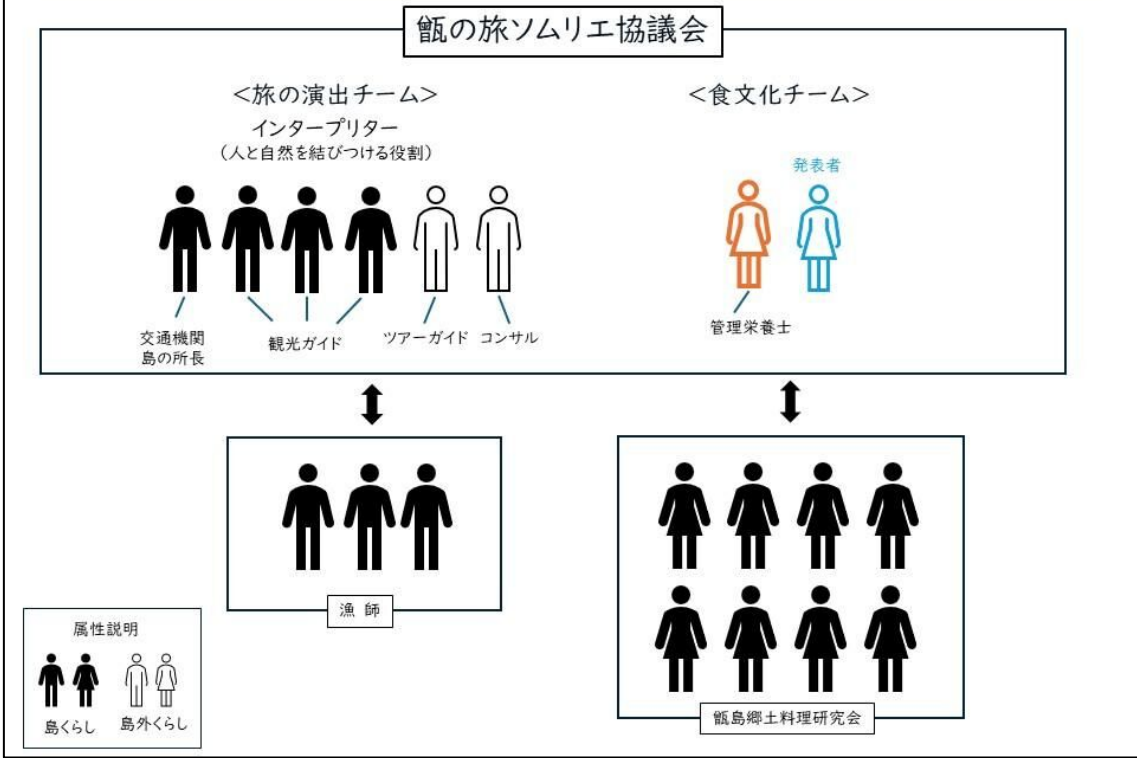 甑の旅ソムリエ協議会
＜旅の演出チーム＞
インタープリター
（人と自然を結びつける役割）
交通機関
島の所長
観光ガイド
ツアーガイド
コンサル
＜食文化チーム＞
発表者
管理栄養士
漁 師
甑島郷土料理研究会
属性説明
島くらし
島外くらし